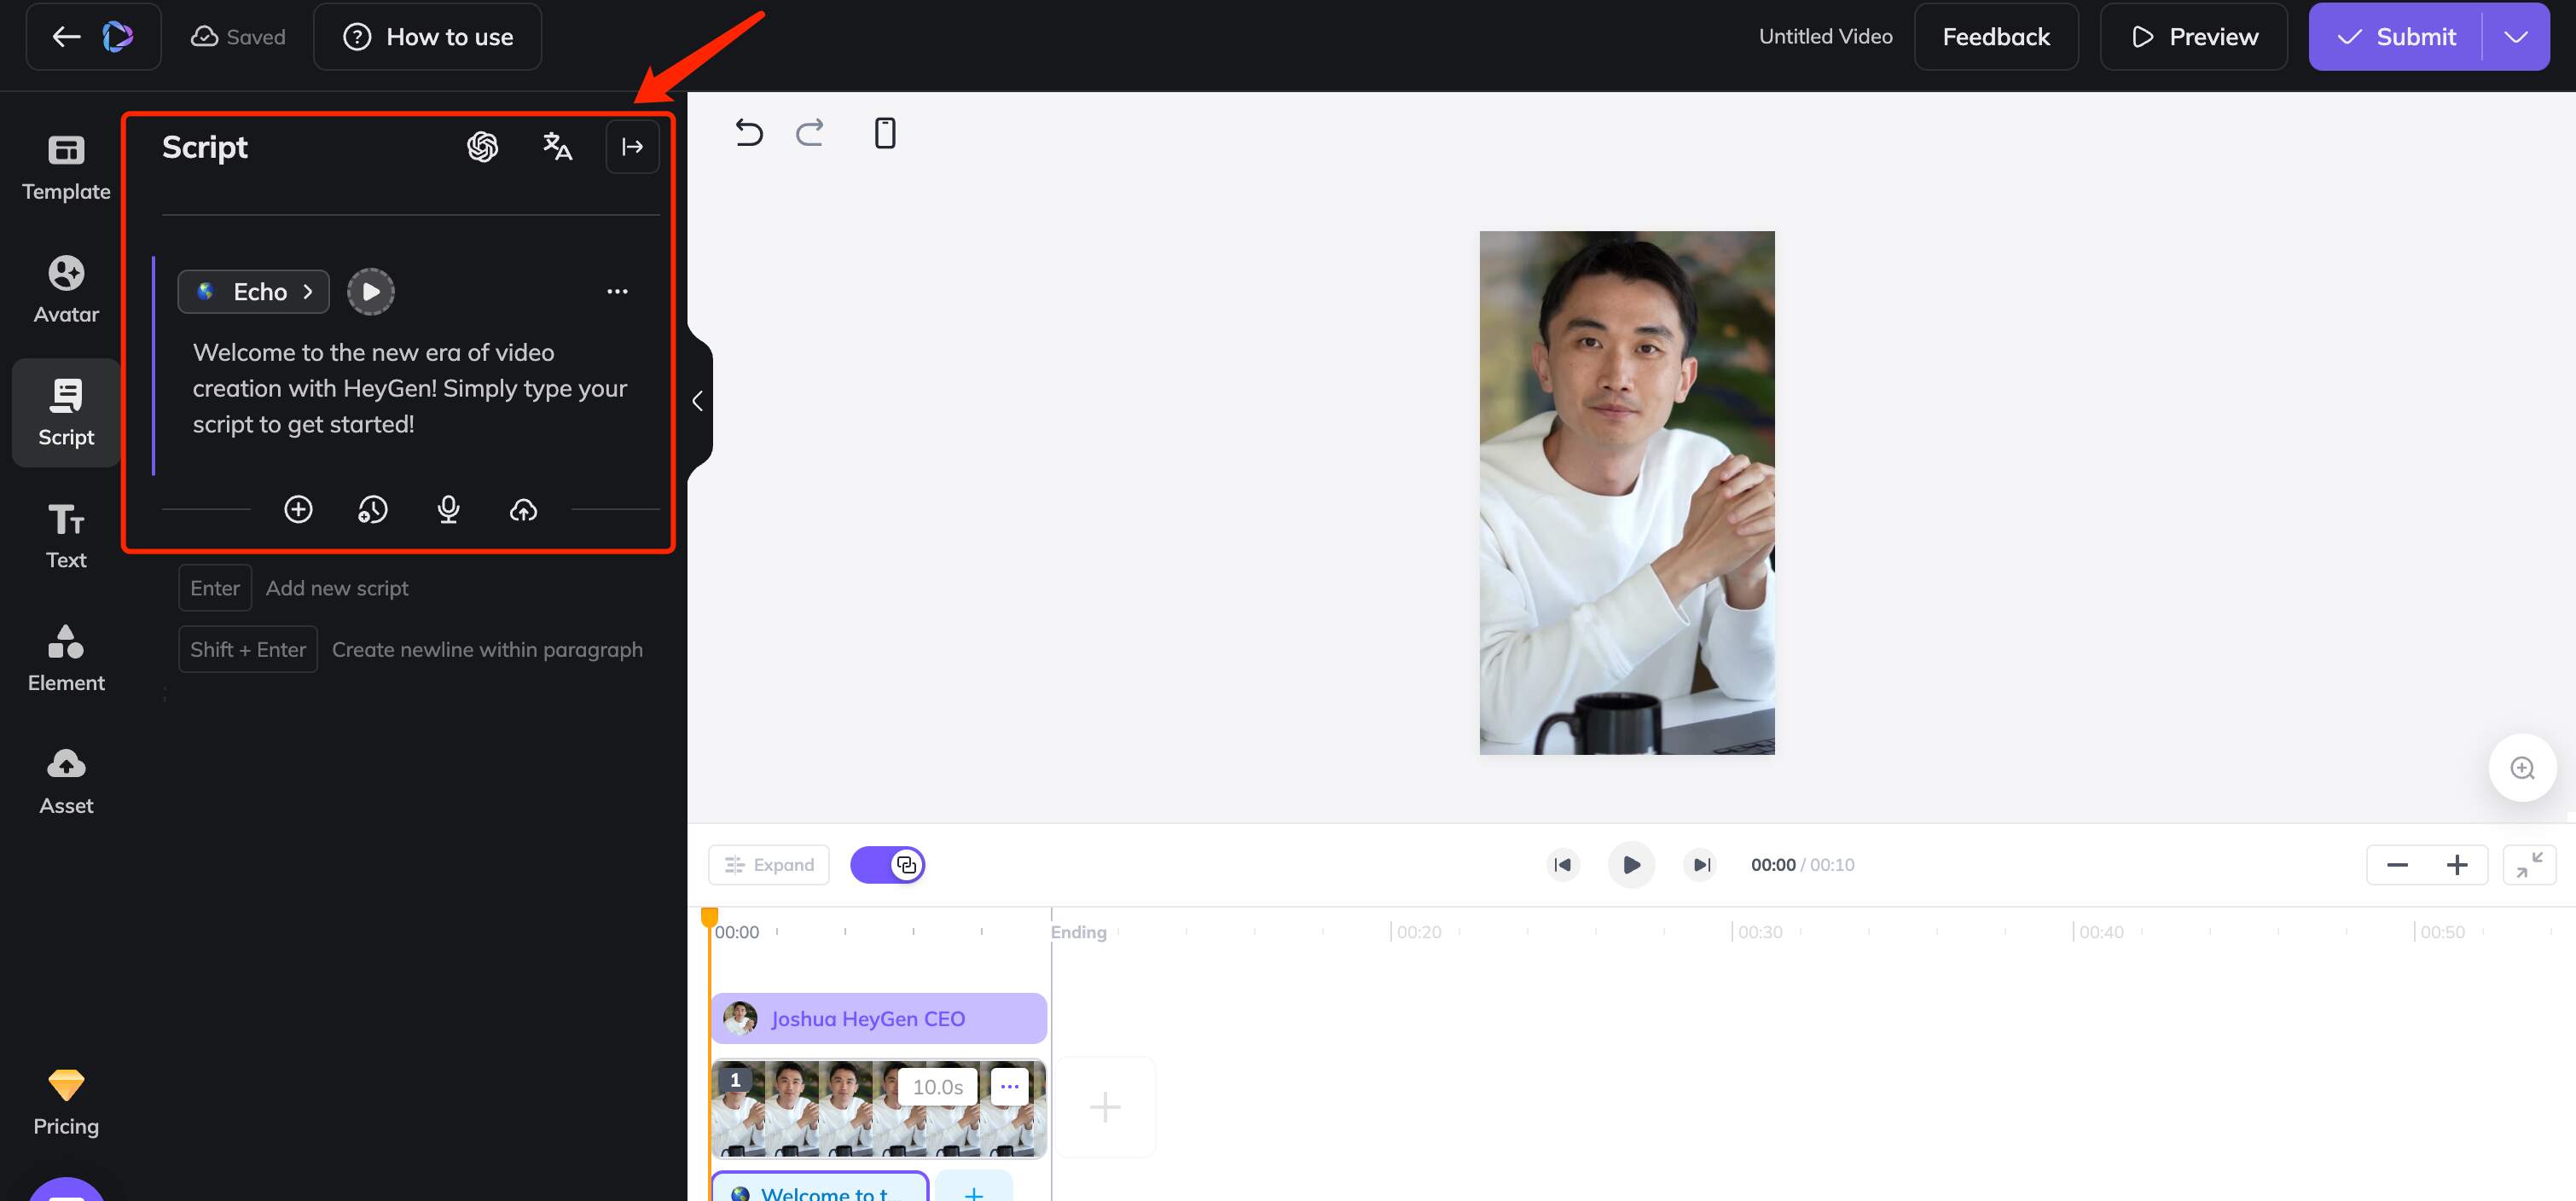 Saved
How to use
Untitled Video
Feedback
Preview
Submit
Template
Avatar
Script
Text
Element
Asset
Pricing
Script
Echo
Welcome to the new era of video
creation with HeyGen! Simply type your
script to get started!
Enter Add new script
Shift + Enter Create newline within paragraph
Expand
00:00 / 00:10
00:00
Ending
00:20
00:30
00:40
00:50
Joshua HeyGen CEO
1
10.0s
Welcome to t...